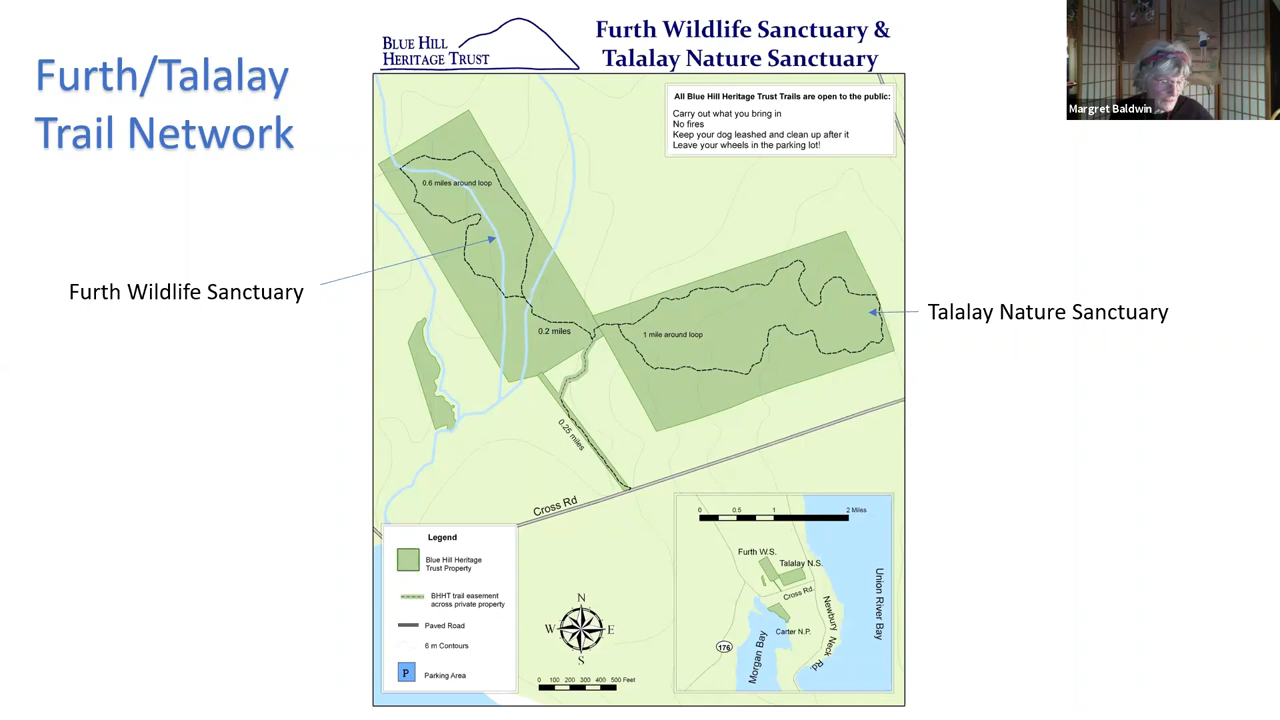 Furth/Talalay
Trail Network
BLUE HILL
HERITAGE TRUST
Furth Wildlife Sanctuary &
Talalay Nature Sanctuary
All Blue Hill Heritage Trust Trails are open to the public:
Carry out what you bring in
No fires
Keep your dog leashed and clean up after it
Leave your wheels in the parking lot!
Margret Baldwin
0.6 miles around loop
Furth Wildlife Sanctuary
0.2 miles
1 mile around loop
Talalay Nature Sanctuary
0.25 miles
Cross Rd
Legend
Blue Hill Heritage
Trust Property
BHHT trail easement
across private property
Paved Road
6 m Contours
P
Parking Area
N
W
E
S
0 100 200 300 400 500 Feet
0 0.5 1 2 Miles
Furth W.S.
Talalay N.S.
Cross Rd.
Carter N.P.
Newbury Neck Rd.
Union River Bay
176
Morgan Bay